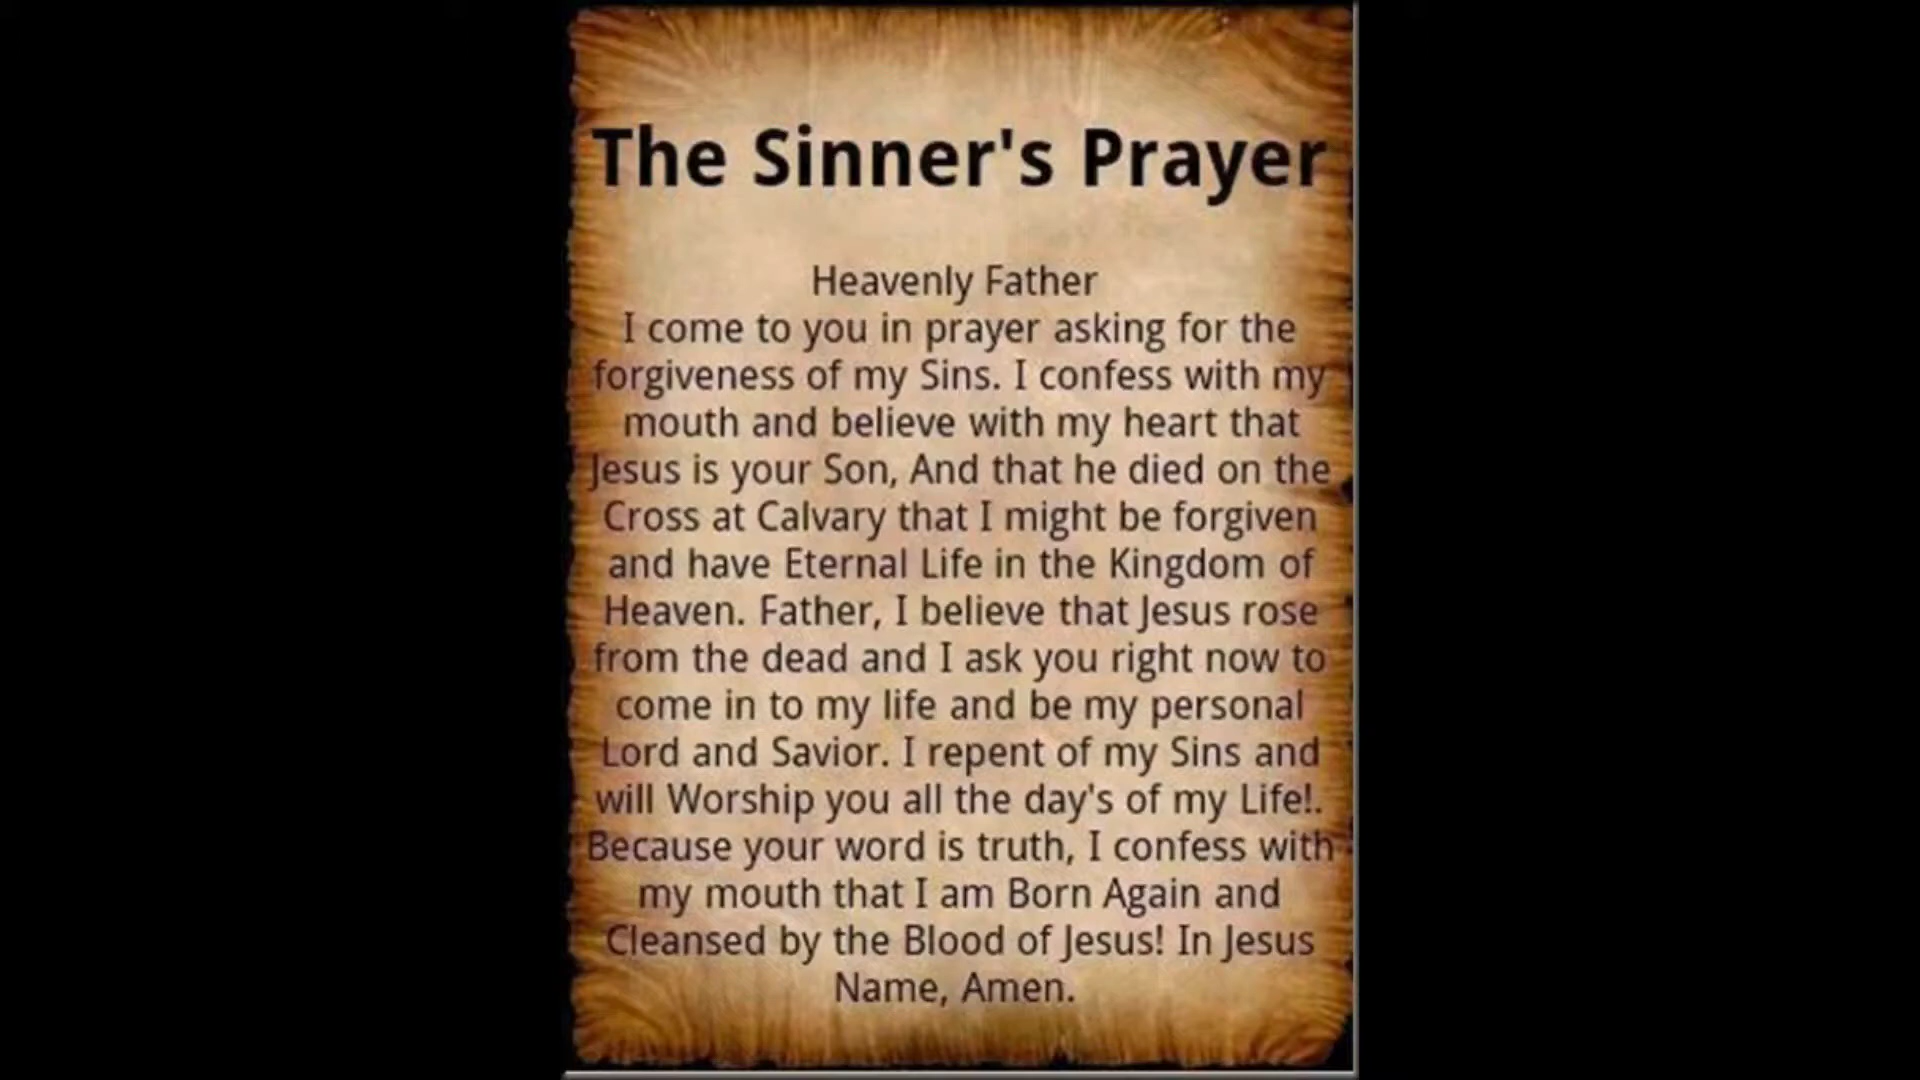 The Sinner's Prayer
Heavenly Father
I come to you in prayer asking for the
forgiveness of my Sins. I confess with my
mouth and believe with my heart that
Jesus is your Son, And that he died on the
Cross at Calvary that I might be forgiven
and have Eternal Life in the Kingdom of
Heaven. Father, I believe that Jesus rose
from the dead and I ask you right now to
come in to my life and be my personal
Lord and Savior. I repent of my Sins and
will Worship you all the day's of my Life!.
Because your word is truth, I confess with
my mouth that I am Born Again and
Cleansed by the Blood of Jesus! In Jesus
Name, Amen.